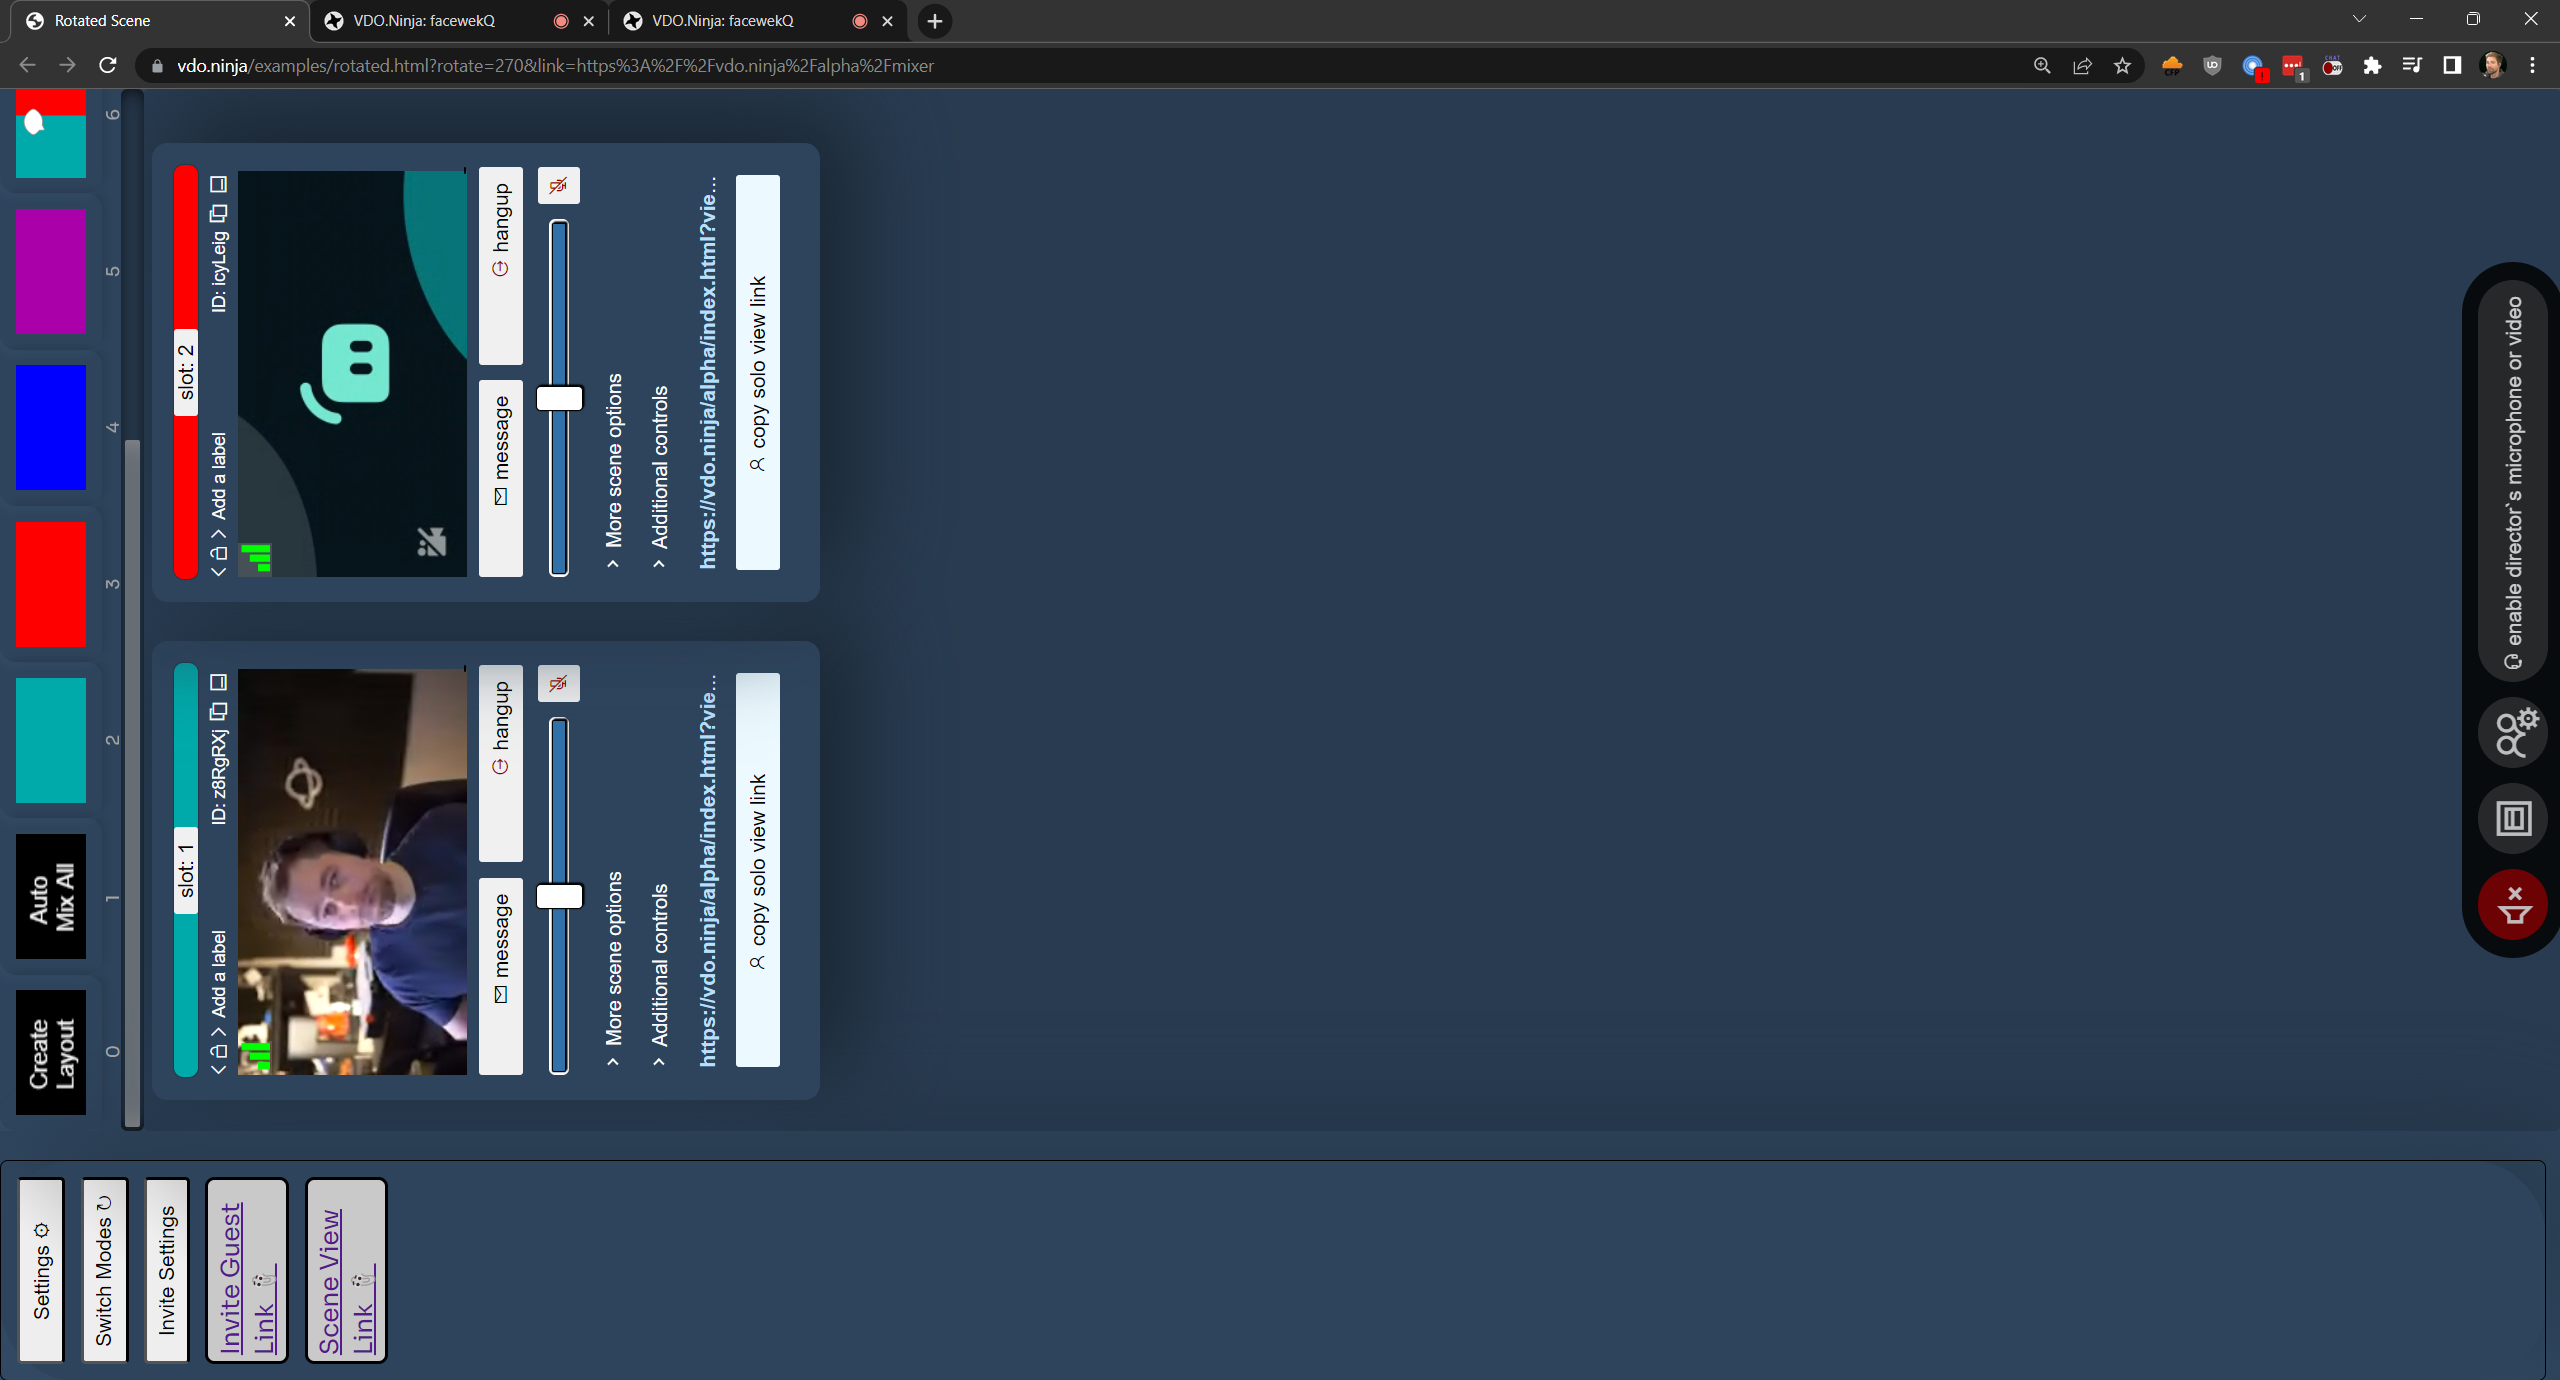 Rotated Scene
VDO.Ninja: facewekQ
VDO.Ninja: facewekQ
vdo.ninja/examples/rotated.html?rotate=270&link=https%3A%2F%2Fvdo.ninja%2Falpha%2Fmixer
1
Settings
Switch Modes
Invite Settings
Invite Guest
Link
Scene View
Link
Create
Layout
0
Auto
Mix All
1
2
3
4
5
6
slot: 1
Add a label
ID: z8RgRXj
message
hangup
More scene options
Additional controls
https://vdo.ninja/alpha/index.html?vie...
copy solo view link
slot: 2
Add a label
ID: icyLeig
message
hangup
More scene options
Additional controls
https://vdo.ninja/alpha/index.html?vie...
copy solo view link
enable director`s microphone or video